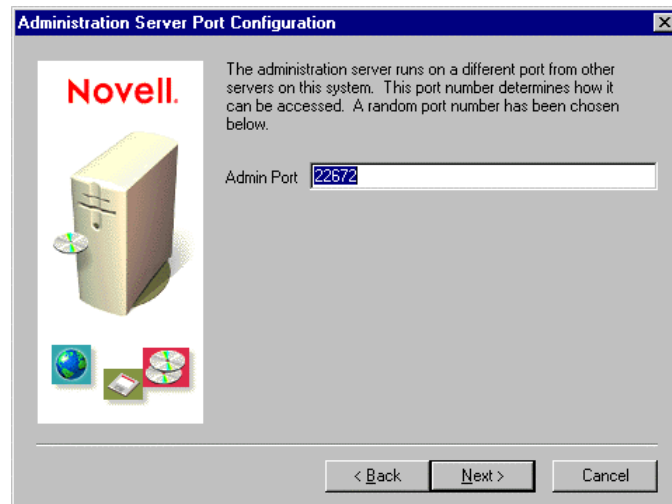 Administration Server Port Configuration
Novell.
The administration server runs on a different port from other
servers on this system. This port number determines how it
can be accessed. A random port number has been chosen
below.
Admin Port 22672
< Back
Next >
Cancel